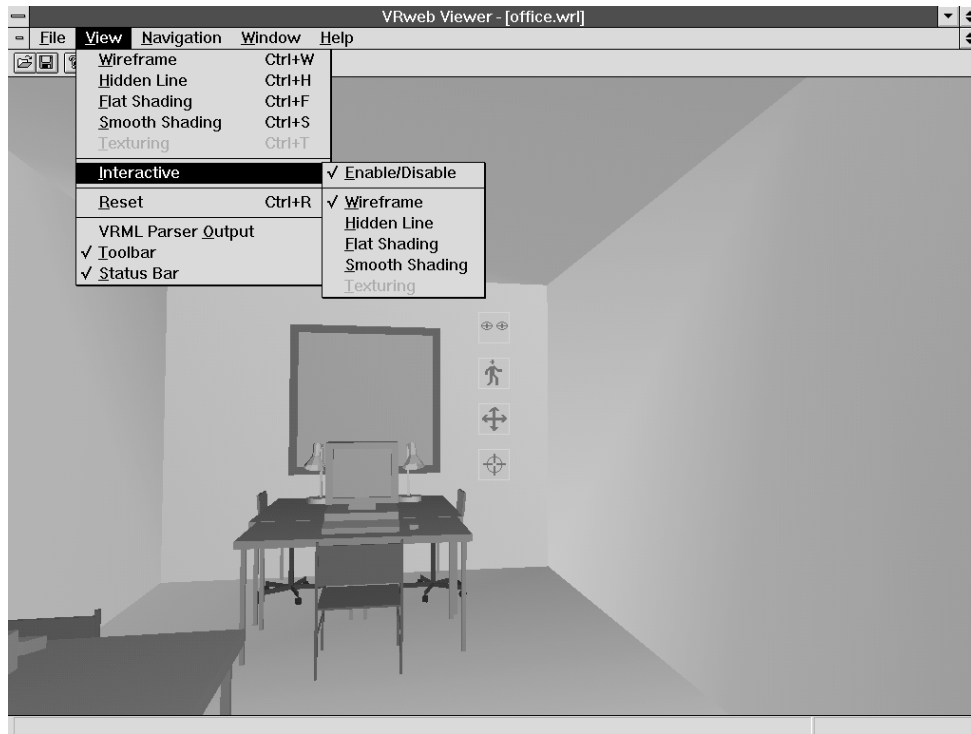 VRweb Viewer - [office.wrl]
File View Navigation Window Help
Wireframe Ctrl+W
Hidden Line Ctrl+H
Flat Shading Ctrl+F
Smooth Shading Ctrl+S
Texturing Ctrl+T
Interactive
Reset Ctrl+R
VRML Parser Output
✓ Toolbar
✓ Status Bar
✓ Enable/Disable
✓ Wireframe
Hidden Line
Flat Shading
Smooth Shading
Texturing